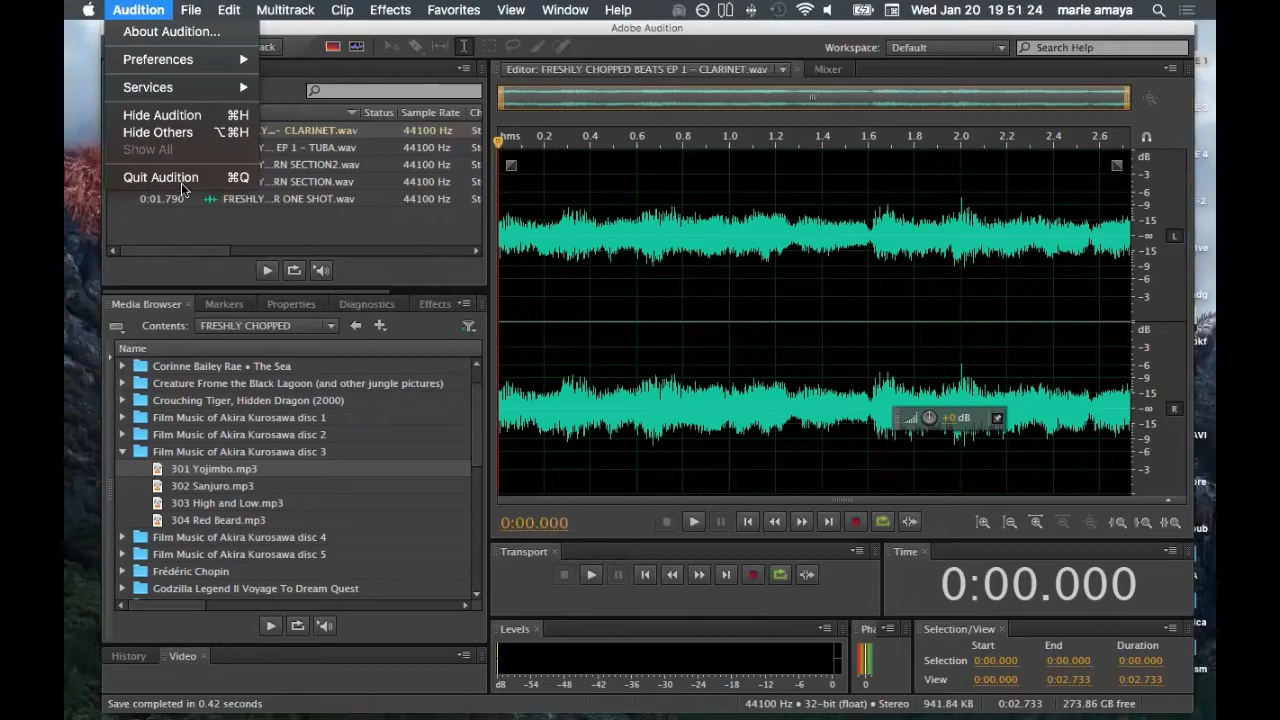 Audition File Edit Multitrack Clip Effects Favorites View Window Help Wed Jan 20 19 51 24 marie amaya
About Audition...
Adobe Audition
ck
Workspace: Default Search Help
Preferences
Editor: FRESHLY CHOPPED BEATS EP 1 - CLARINET.wav Mixer
Services
Hide Audition ⌘H
Status Sample Rate Ch
Hide Others ⌥⌘H
Y...- CLARINET.wav 44100 Hz St
hms 0.2 0.4 0.6 0.8 1.0 1.2 1.4 1.6 1.8 2.0 2.2 2.4 2.6
Show All
EP 1 - TUBA.wav 44100 Hz St
RN SECTION2.wav 44100 Hz St
Quit Audition ⌘Q
RN SECTION.wav 44100 Hz St
0:01.790 FRESHLY...R ONE SHOT.wav 44100 Hz St
dB
-3
-6
-9
-15
-∞
L
-15
-9
-6
-3
Media Browser Markers Properties Diagnostics Effects
Contents: FRESHLY CHOPPED
Name
Corinne Bailey Rae • The Sea
Creature Frome the Black Lagoon (and other jungle pictures)
Crouching Tiger, Hidden Dragon (2000)
Film Music of Akira Kurosawa disc 1
Film Music of Akira Kurosawa disc 2
Film Music of Akira Kurosawa disc 3
301 Yojimbo.mp3
302 Sanjuro.mp3
303 High and Low.mp3
304 Red Beard.mp3
Film Music of Akira Kurosawa disc 4
Film Music of Akira Kurosawa disc 5
Frédéric Chopin
Godzilla Legend II Voyage To Dream Quest
dB
-3
-6
-9
-15
-∞
R
-15
-9
-6
-3
+0 dB
0:00.000
Transport
Time
0:00.000
History Video
Levels
dB -54 -48 -42 -36 -30 -24 -18 -12 -6 0
Pha
0
Selection/View
Start End Duration
Selection 0:00.000 0:00.000 0:00.000
View 0:00.000 0:02.733 0:02.733
Save completed in 0.42 seconds 44100 Hz • 32-bit (float) • Stereo 941.84 KB 0:02.733 273.86 GB free